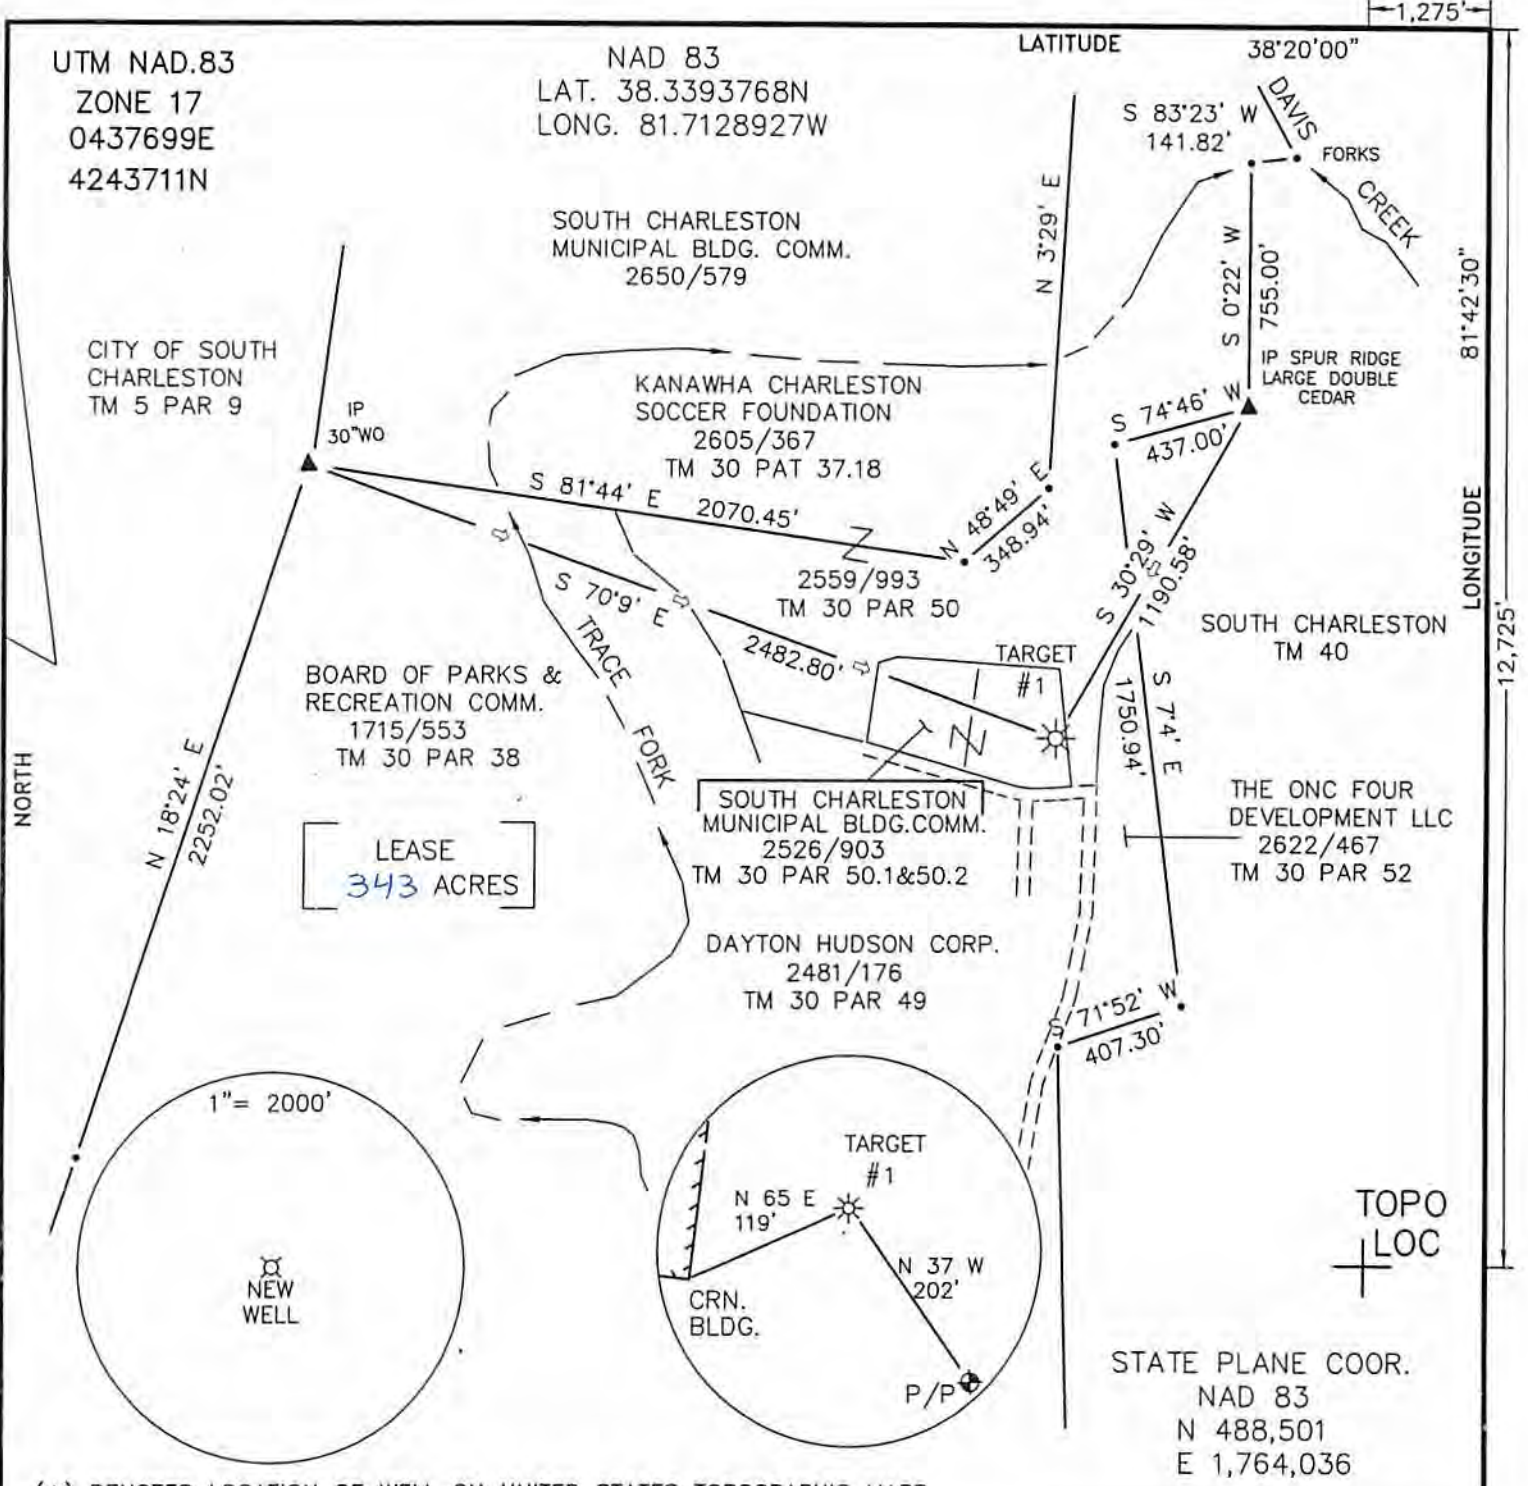 1,275'
UTM NAD.83
ZONE 17
0437699E
4243711N
NAD 83
LAT. 38.3393768N
LONG. 81.7128927W
LATITUDE
38°20'00"
DAVIS
CREEK
FORKS
S 83°23' W
141.82'
N 3°29' E
S 0°22' W
755.00'
81°42'30"
LONGITUDE
12,725'
SOUTH CHARLESTON
MUNICIPAL BLDG. COMM.
2650/579
CITY OF SOUTH
CHARLESTON
TM 5 PAR 9
IP
30"WO
KANAWHA CHARLESTON
SOCCER FOUNDATION
2605/367
TM 30 PAT 37.18
IP SPUR RIDGE
LARGE DOUBLE
CEDAR
S 74°46' W
437.00'
S 81°44' E 2070.45'
N 48°49' E
348.94'
S 30°29' W
1190.58'
2559/993
TM 30 PAR 50
S 70°9' E
2482.80'
TRACE FORK
TARGET
#1
SOUTH CHARLESTON
TM 40
BOARD OF PARKS &
RECREATION COMM.
1715/553
TM 30 PAR 38
S 7°4' E
1750.94'
NORTH
N 18°24' E
2252.02'
LEASE
343 ACRES
SOUTH CHARLESTON
MUNICIPAL BLDG.COMM.
2526/903
TM 30 PAR 50.1&50.2
THE ONC FOUR
DEVELOPMENT LLC
2622/467
TM 30 PAR 52
DAYTON HUDSON CORP.
2481/176
TM 30 PAR 49
S 71°52' W
407.30'
1"= 2000'
NEW
WELL
TARGET
#1
N 65 E
119'
N 37 W
202'
CRN.
BLDG.
P/P
TOPO
LOC
STATE PLANE COOR.
NAD 83
N 488,501
E 1,764,036
DENOTES LOCATION OF WELL ON UNITED STATES TOPOGRAPHIC MAPS